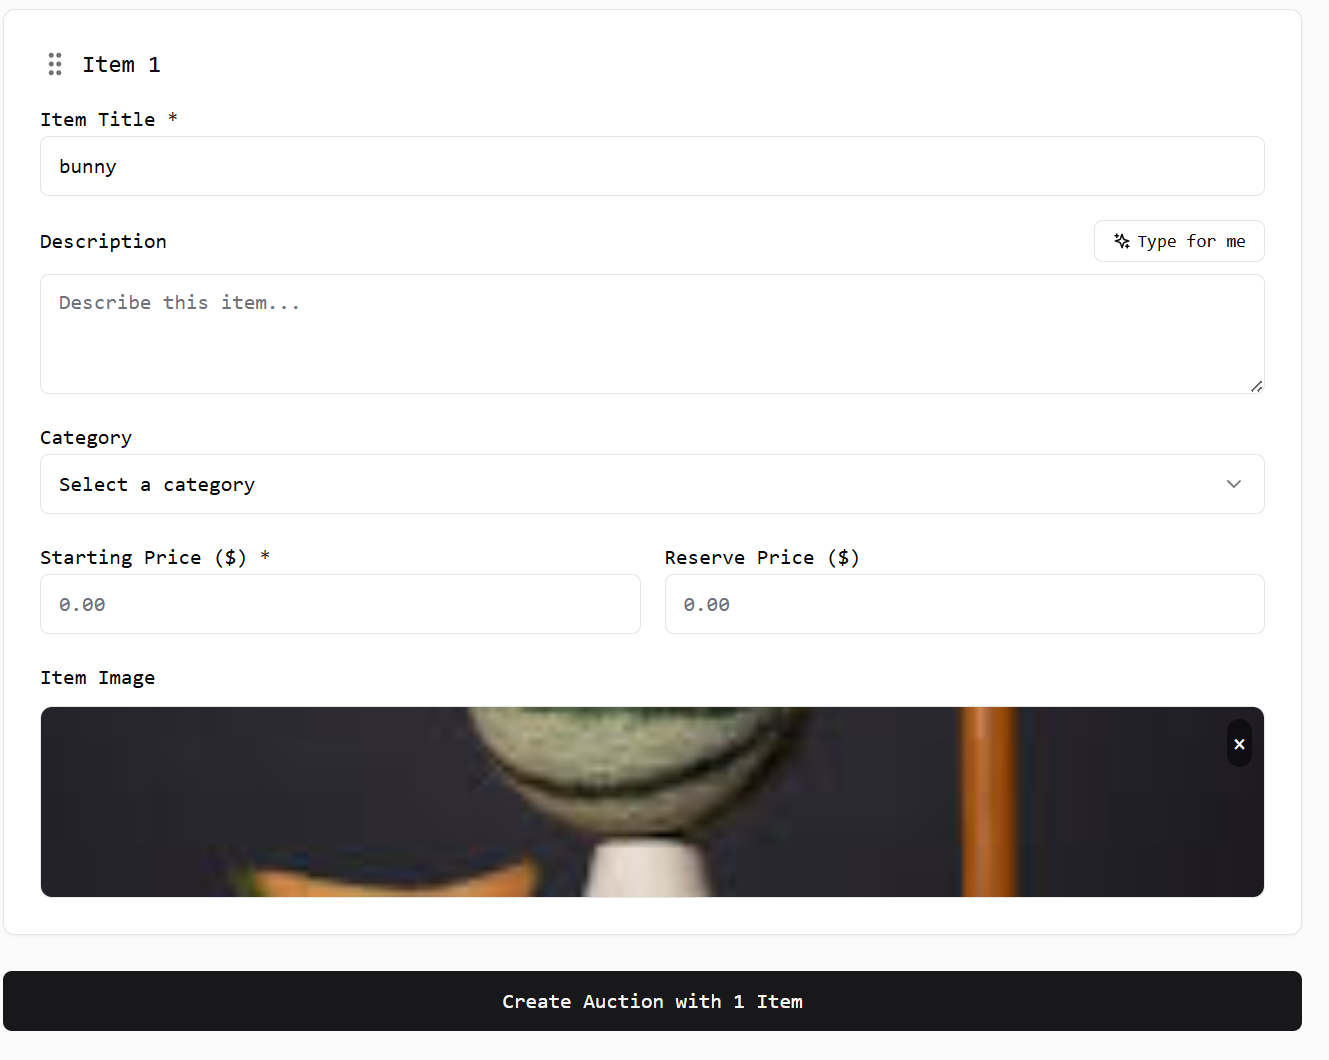 Item 1
Item Title *
bunny
Description
Type for me
Describe this item...
Category
Select a category
Starting Price ($) *
Reserve Price ($)
0.00
0.00
Item Image
×
Create Auction with 1 Item